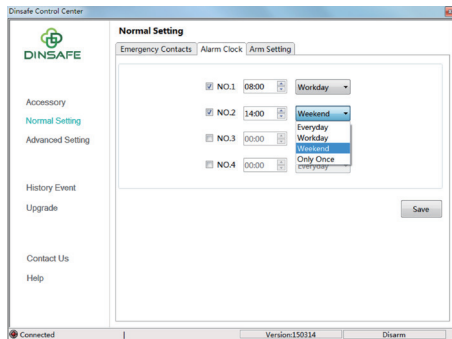 Dinsafe Control Center
DINSAFE
Normal Setting
Emergency Contacts Alarm Clock Arm Setting
NO.1 08:00 Workday
NO.2 14:00 Weekend
Everyday
Workday
Weekend
Only Once
NO.3 00:00
NO.4 00:00 Everyday
Save
Accessory
Normal Setting
Advanced Setting
History Event
Upgrade
Contact Us
Help
Connected Version:150314 Disarm